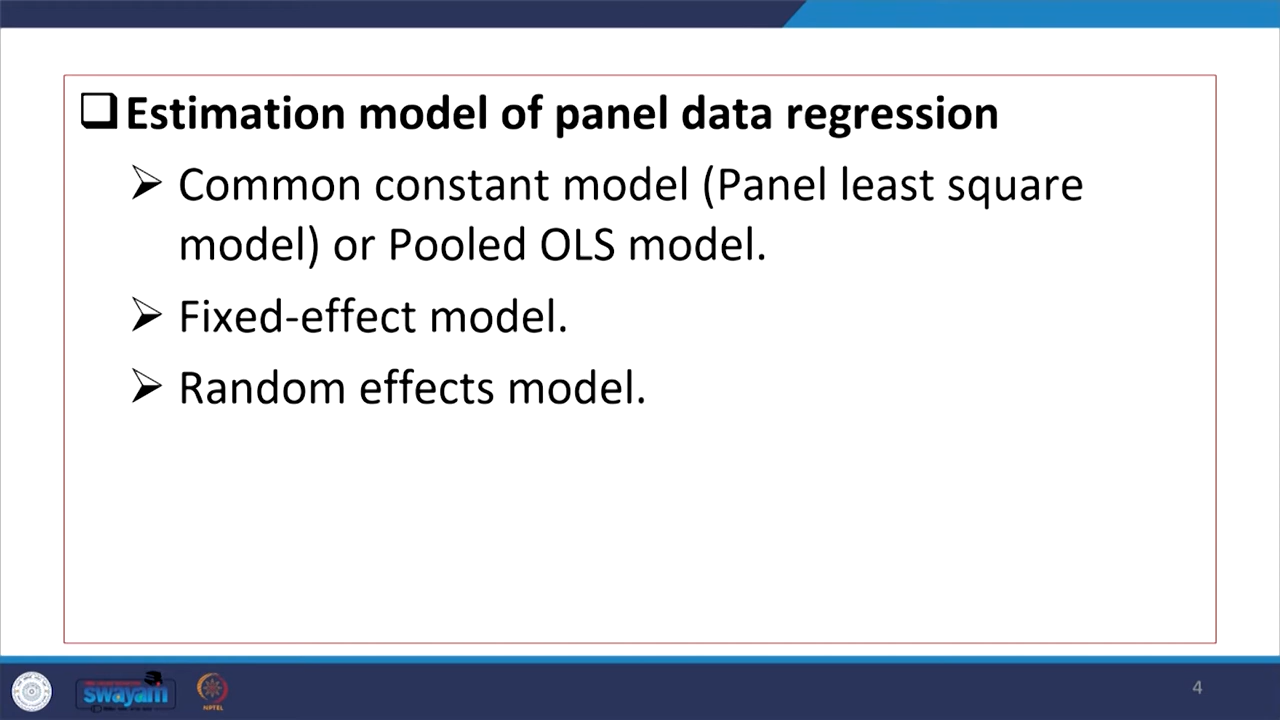 Estimation model of panel data regression
Common constant model (Panel least square
model) or Pooled OLS model.
Fixed-effect model.
Random effects model.
swayam
NPTEL
4